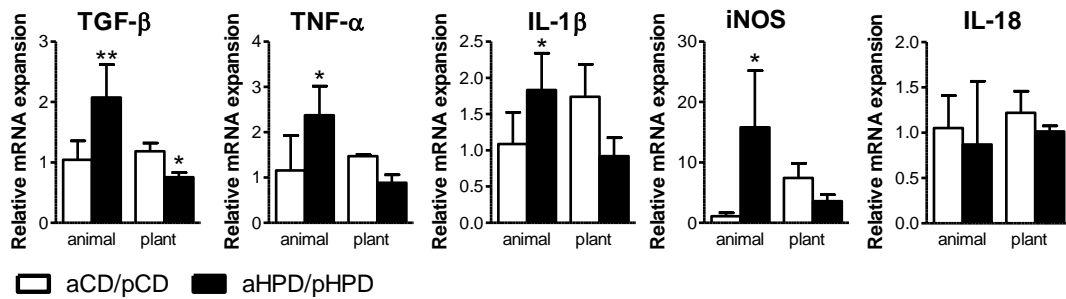 TGF-β
Relative mRNA expansion
3
2
1
0
**
*
animal plant
TNF-α
Relative mRNA expansion
4
3
2
1
0
*
animal plant
IL-1β
Relative mRNA expansion
2.5
2.0
1.5
1.0
0.5
0.0
*
animal plant
iNOS
Relative mRNA expansion
30
20
10
0
*
animal plant
IL-18
Relative mRNA expansion
2.0
1.5
1.0
0.5
0.0
animal plant
aCD/pCD aHPD/pHPD